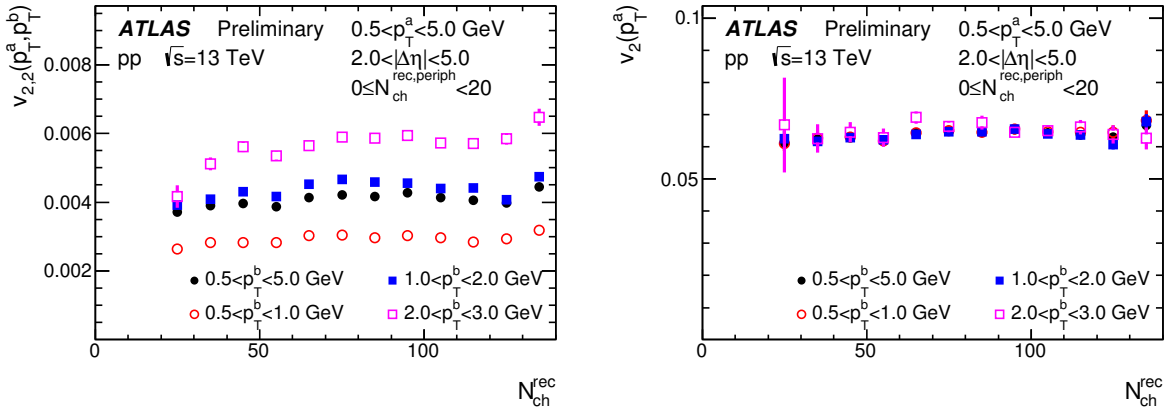 v₂,₂(p_T^a, p_T^b)
0.008
0.006
0.004
0.002
ATLAS Preliminary
pp √s=13 TeV
0.5<p_T^a<5.0 GeV
2.0<|Δη|<5.0
0≤N_ch^rec,periph<20
0.5<p_T^b<5.0 GeV
1.0<p_T^b<2.0 GeV
0.5<p_T^b<1.0 GeV
2.0<p_T^b<3.0 GeV
0 50 100
N_ch^rec
v₂(p_T^a)
0.1
0.05
ATLAS Preliminary
pp √s=13 TeV
0.5<p_T^a<5.0 GeV
2.0<|Δη|<5.0
0≤N_ch^rec,periph<20
0.5<p_T^b<5.0 GeV
1.0<p_T^b<2.0 GeV
0.5<p_T^b<1.0 GeV
2.0<p_T^b<3.0 GeV
0 50 100
N_ch^rec